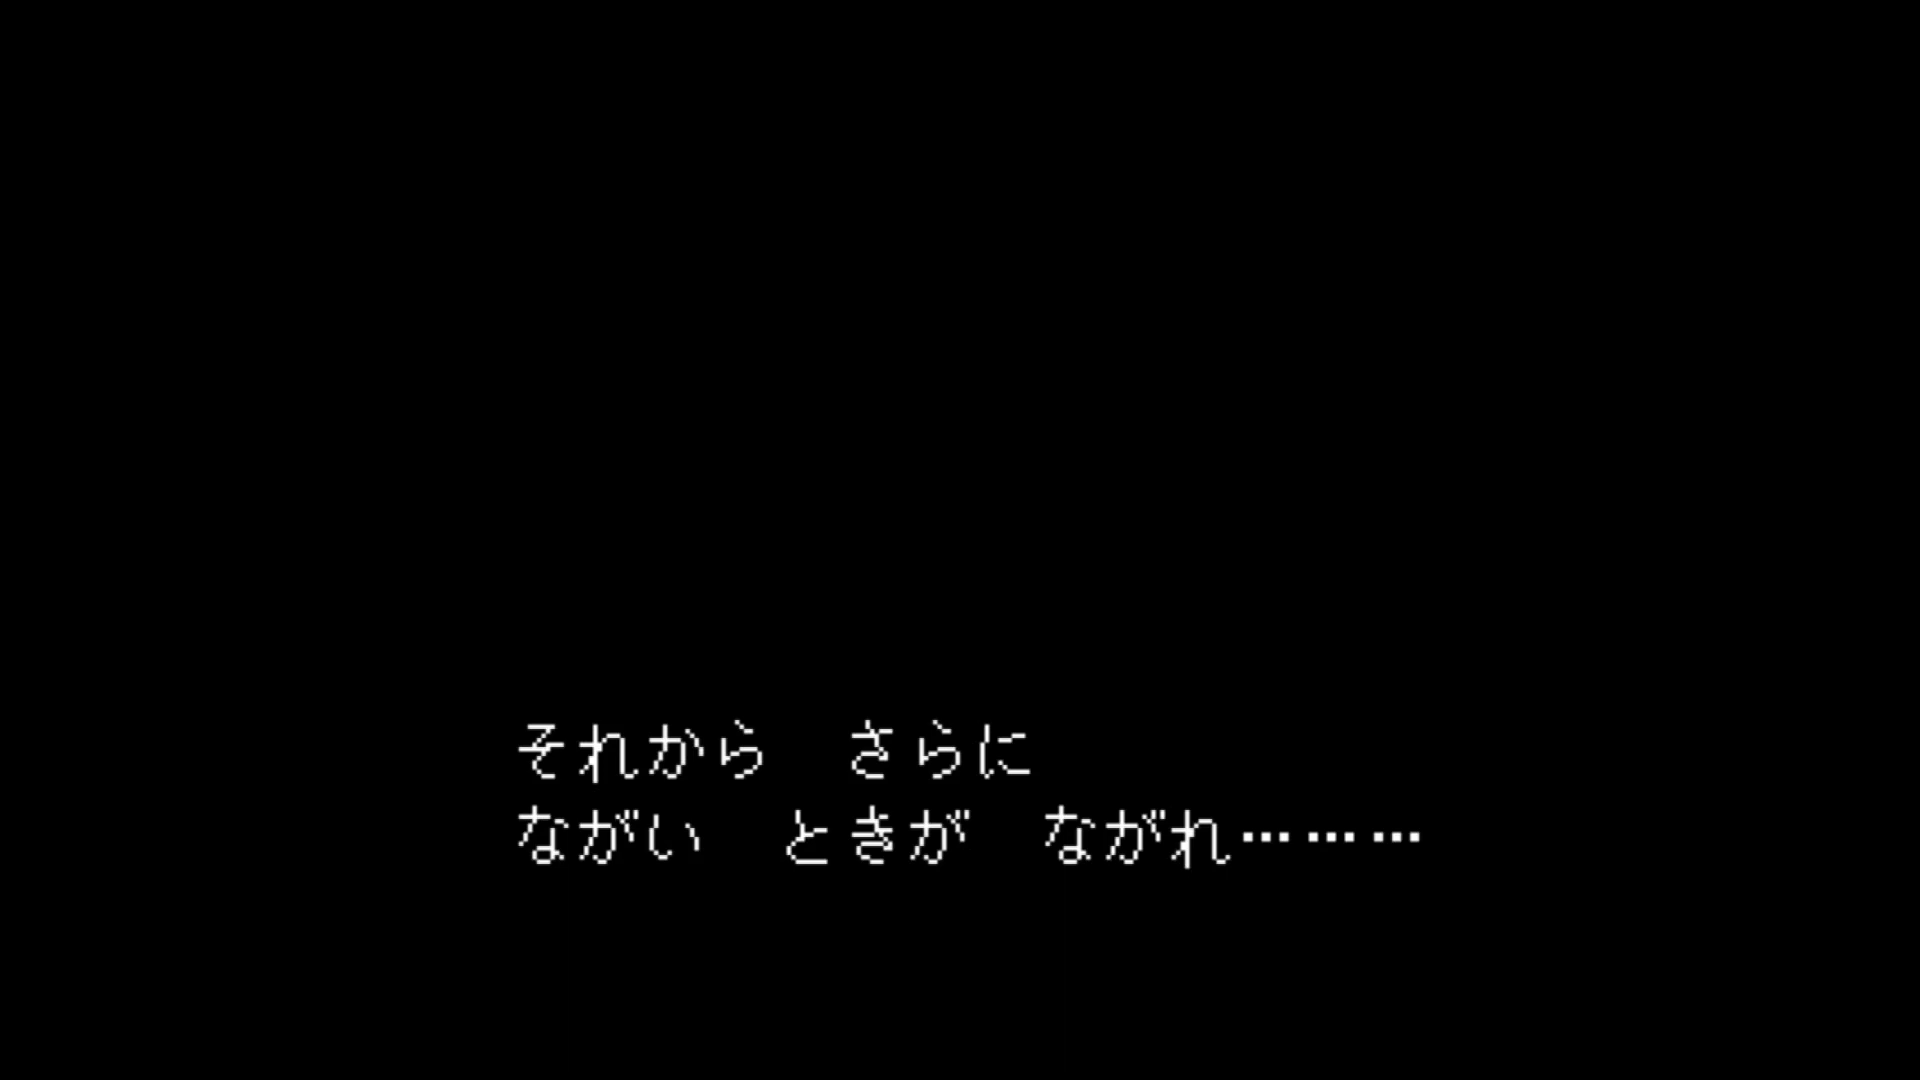 それから　さらに
ながい　ときが　ながれ………